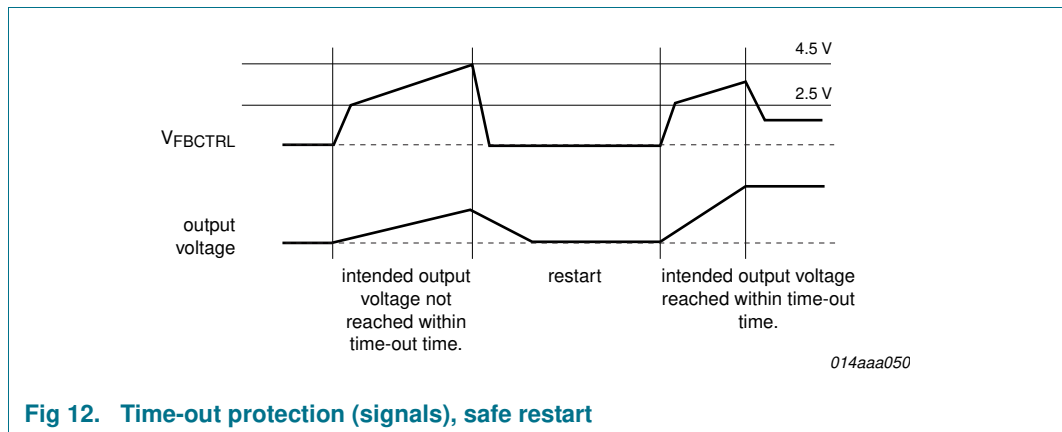 4.5 V
2.5 V
VFBCTRL
output
voltage
intended output
voltage not
reached within
time-out time.
restart
intended output voltage
reached within time-out
time.
014aaa050
Fig 12. Time-out protection (signals), safe restart